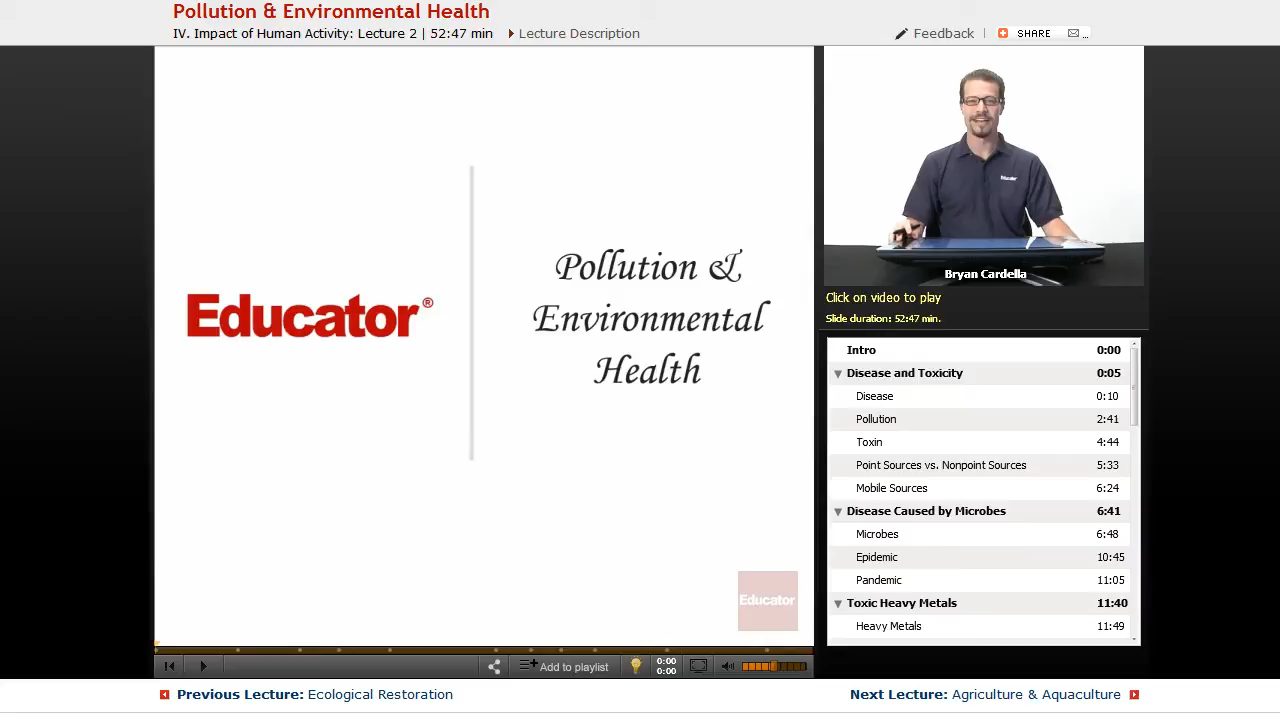 Pollution & Environmental Health
IV. Impact of Human Activity: Lecture 2 | 52:47 min
Lecture Description
Feedback
SHARE
...
Educator®
Pollution &
Environmental
Health
Educator
Educator
Bryan Cardella
Click on video to play
Slide duration: 52:47 min.
Intro 0:00
Disease and Toxicity 0:05
Disease 0:10
Pollution 2:41
Toxin 4:44
Point Sources vs. Nonpoint Sources 5:33
Mobile Sources 6:24
Disease Caused by Microbes 6:41
Microbes 6:48
Epidemic 10:45
Pandemic 11:05
Toxic Heavy Metals 11:40
Heavy Metals 11:49
Add to playlist
0:00
0:00
Previous Lecture: Ecological Restoration
Next Lecture: Agriculture & Aquaculture